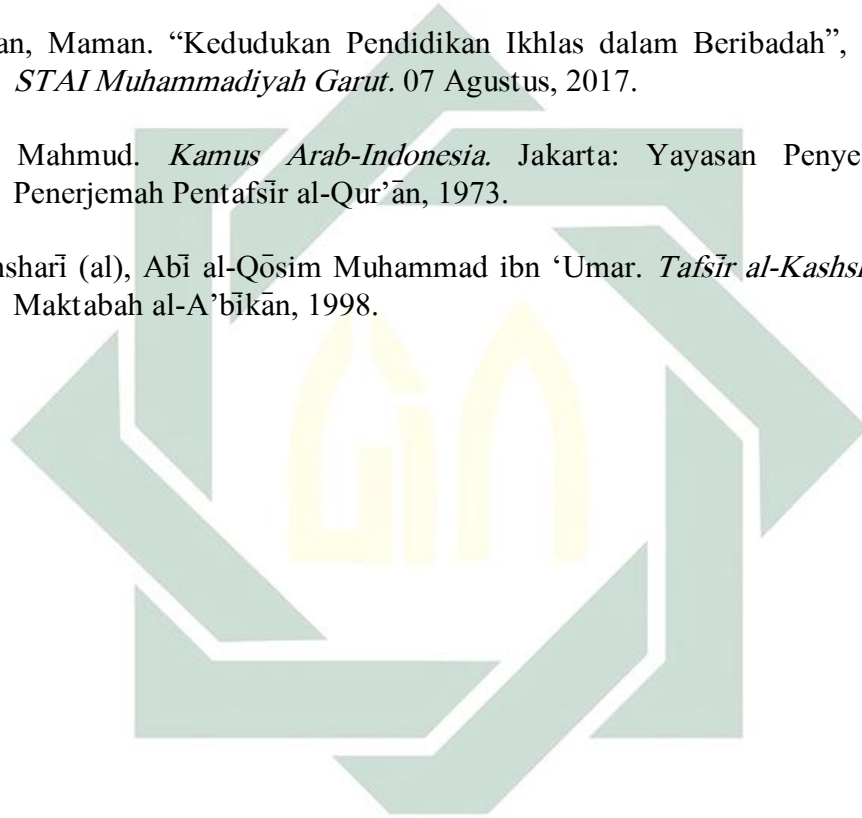 an, Maman. “Kedudukan Pendidikan Ikhlas dalam Beribadah”,
STAI Muhammadiyah Garut. 07 Agustus, 2017.
Mahmud. Kamus Arab-Indonesia. Jakarta: Yayasan Penye
Penerjemah Pentafsīr al-Qur’ān, 1973.
nsharī (al), Abī al-Qōsim Muhammad ibn ‘Umar. Tafsīr al-Kashsh
Maktabah al-A’bīkān, 1998.